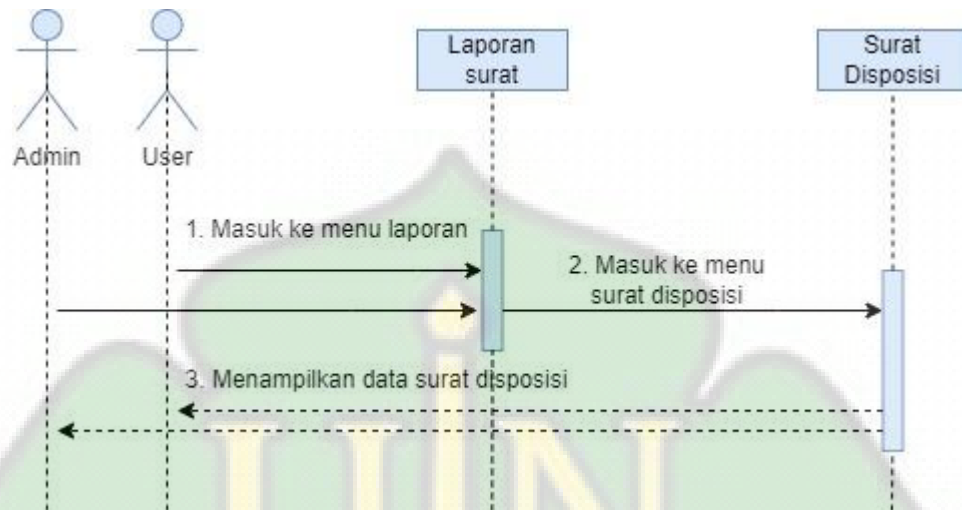 Laporan
surat
Surat
Disposisi
Admin
User
1. Masuk ke menu laporan
2. Masuk ke menu
surat disposisi
3. Menampilkan data surat disposisi
UIN